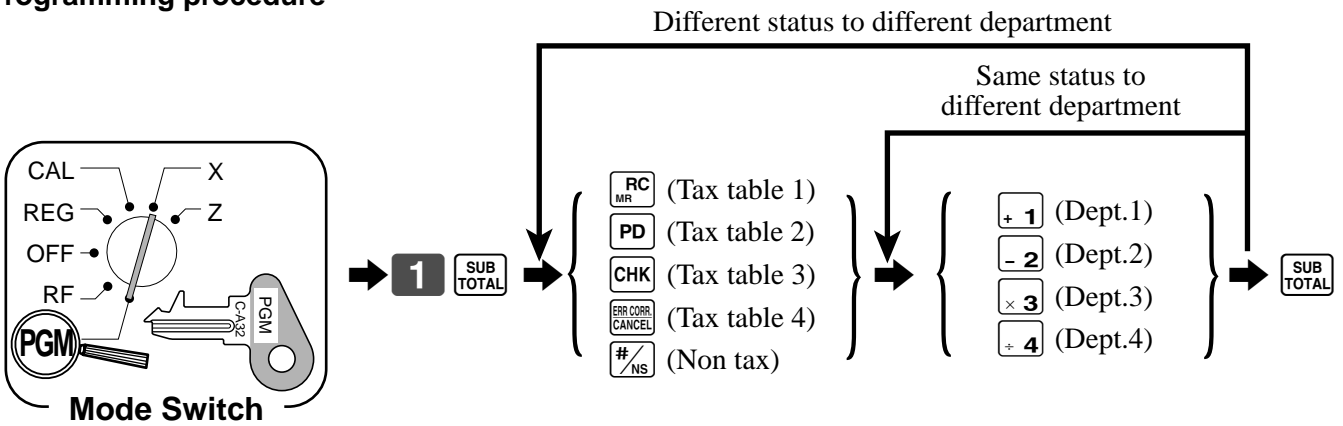 rogramming procedure
Different status to different department
Same status to
different department
CAL
X
REG
Z
OFF
RF
PGM
PGM
C-A32
Mode Switch
1
SUB
TOTAL
RC
MR
(Tax table 1)
PD (Tax table 2)
CHK (Tax table 3)
ERR CORR.
CANCEL
(Tax table 4)
#/NS (Non tax)
+ 1 (Dept.1)
- 2 (Dept.2)
× 3 (Dept.3)
÷ 4 (Dept.4)
SUB
TOTAL